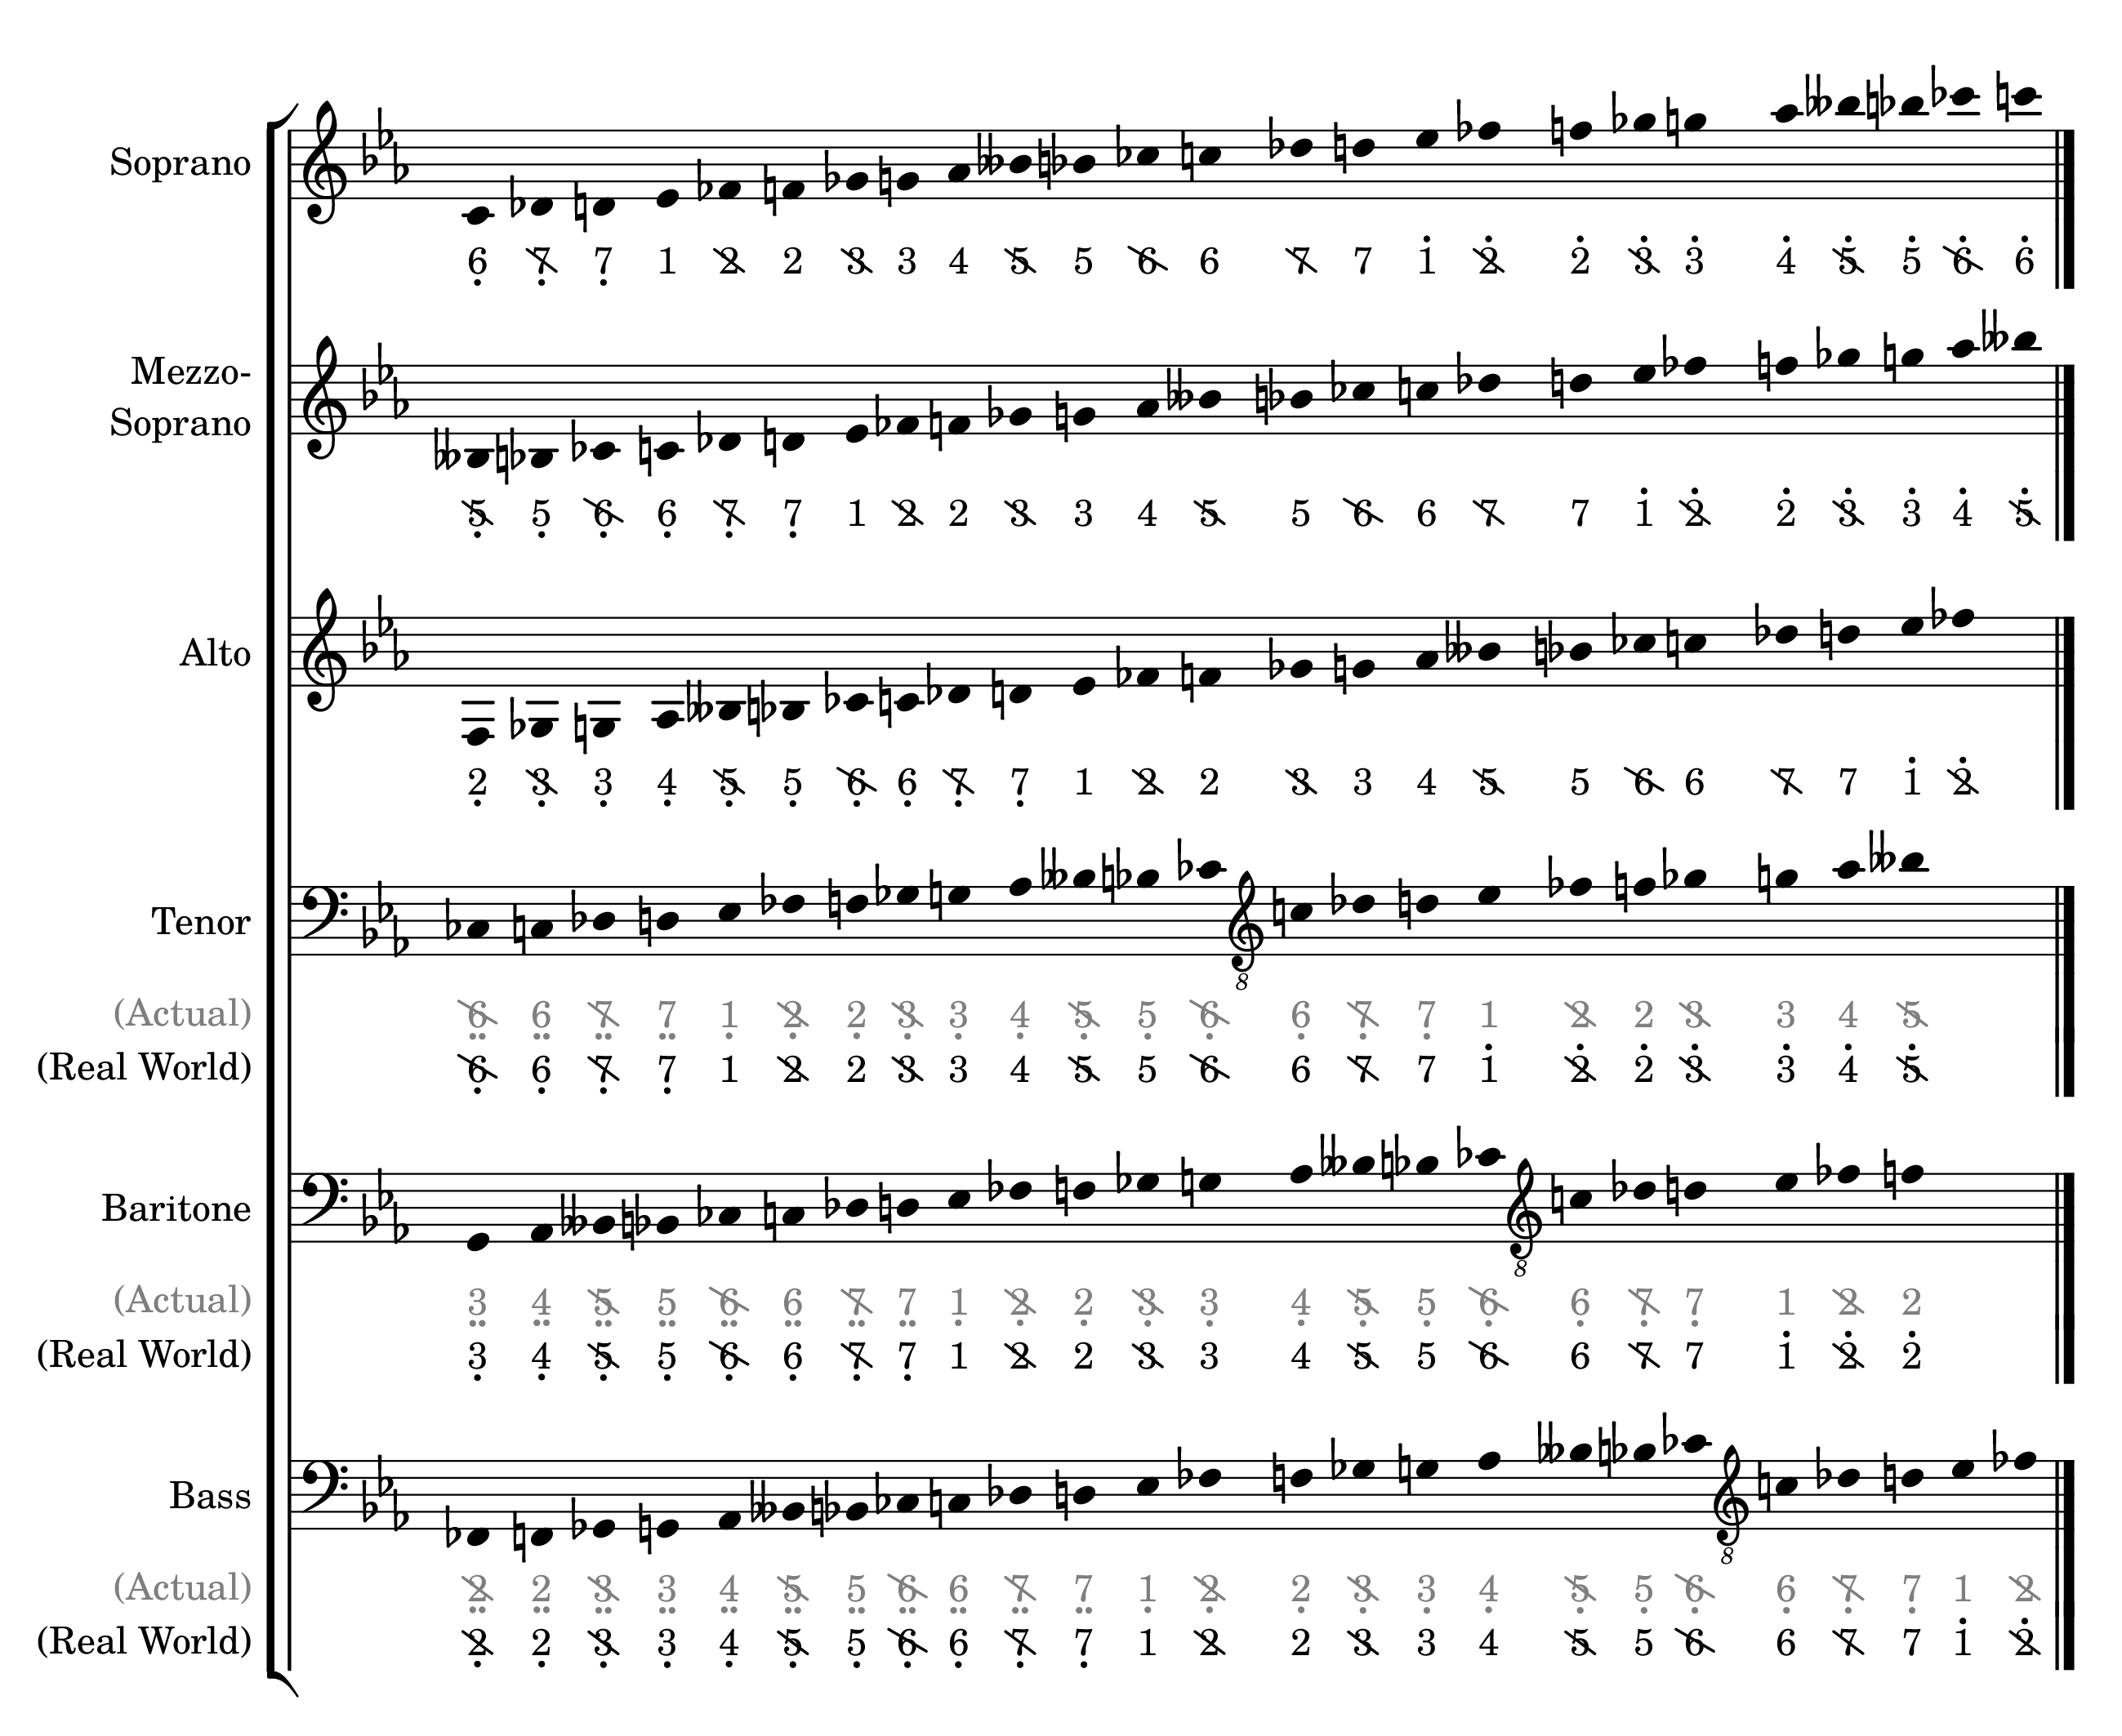 Soprano
6 7 7 1 2 2 3 3 4 5 5 6 6 7 7 1 2 2 3 3 4 5 5 6 6
Mezzo-
Soprano
5 5 6 6 7 7 1 2 2 3 3 4 5 5 6 6 7 7 1 2 2 3 3 4 5
Alto
2 3 3 4 5 5 6 6 7 7 1 2 2 3 3 4 5 5 6 6 7 7 1 2
Tenor
8
(Actual) 6 6 7 7 1 2 2 3 3 4 5 5 6 6 7 7 1 2 2 3 3 4 5
(Real World) 6 6 7 7 1 2 2 3 3 4 5 5 6 6 7 7 1 2 2 3 3 4 5
Baritone
8
(Actual) 3 4 5 5 6 6 7 7 1 2 2 3 3 4 5 5 6 6 7 7 1 2 2
(Real World) 3 4 5 5 6 6 7 7 1 2 2 3 3 4 5 5 6 6 7 7 1 2 2
Bass
8
(Actual) 2 2 3 3 4 5 5 6 6 7 7 1 2 2 3 3 4 5 5 6 6 7 7 1 2
(Real World) 2 2 3 3 4 5 5 6 6 7 7 1 2 2 3 3 4 5 5 6 6 7 7 1 2